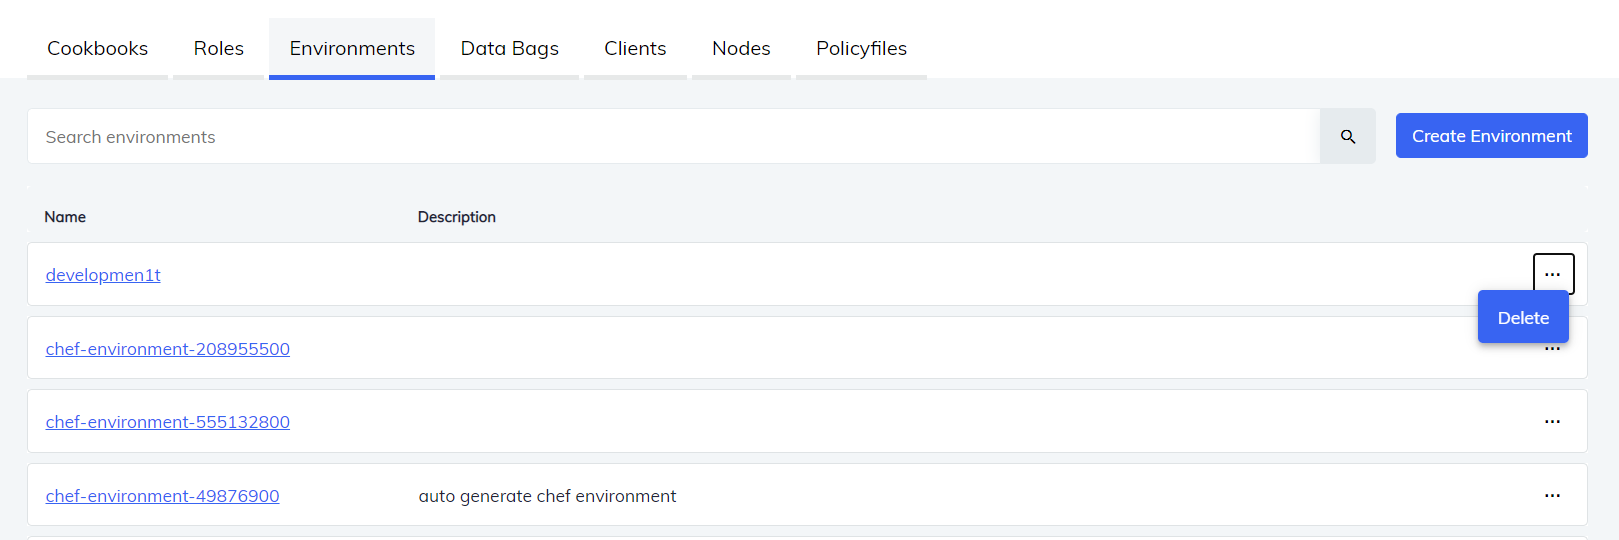 Cookbooks Roles Environments Data Bags Clients Nodes Policyfiles
Search environments
Create Environment
Name Description
developmen1t ...
Delete
chef-environment-208955500 ...
chef-environment-555132800 ...
chef-environment-49876900 auto generate chef environment ...